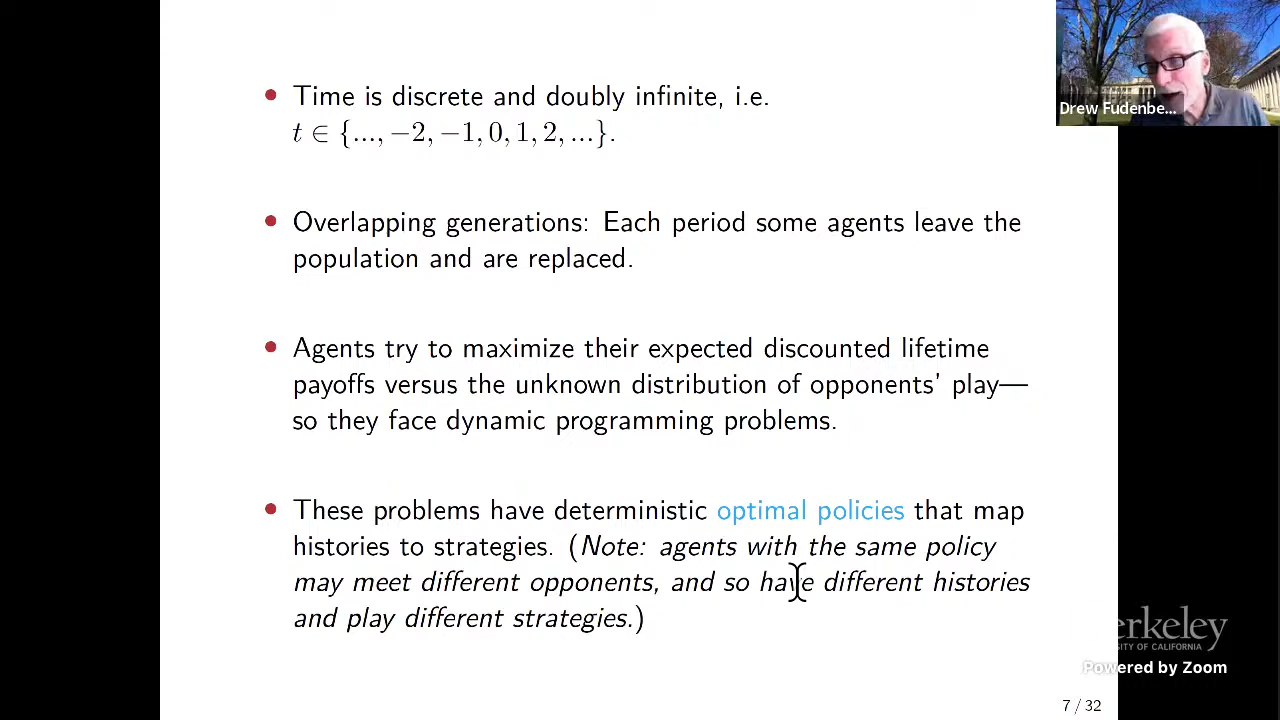 • Time is discrete and doubly infinite, i.e.
t ∈ {..., −2, −1, 0, 1, 2, ...}.
• Overlapping generations: Each period some agents leave the
population and are replaced.
• Agents try to maximize their expected discounted lifetime
payoffs versus the unknown distribution of opponents' play—
so they face dynamic programming problems.
• These problems have deterministic optimal policies that map
histories to strategies. (Note: agents with the same policy
may meet different opponents, and so have different histories
and play different strategies.)
Drew Fudenbe...
erkeley
SITY OF CALIFORNIA
Powered by Zoom
7 / 32